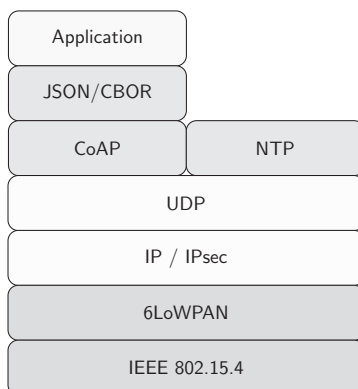 Application
JSON/CBOR
CoAP NTP
UDP
IP / IPsec
6LoWPAN
IEEE 802.15.4